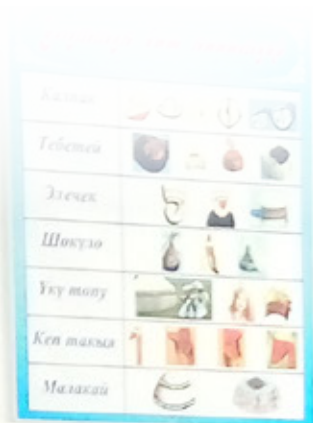 Калпак
Тебетей
Элечек
Шөкүлө
Үкү топу
Кеп такыя
Малакай